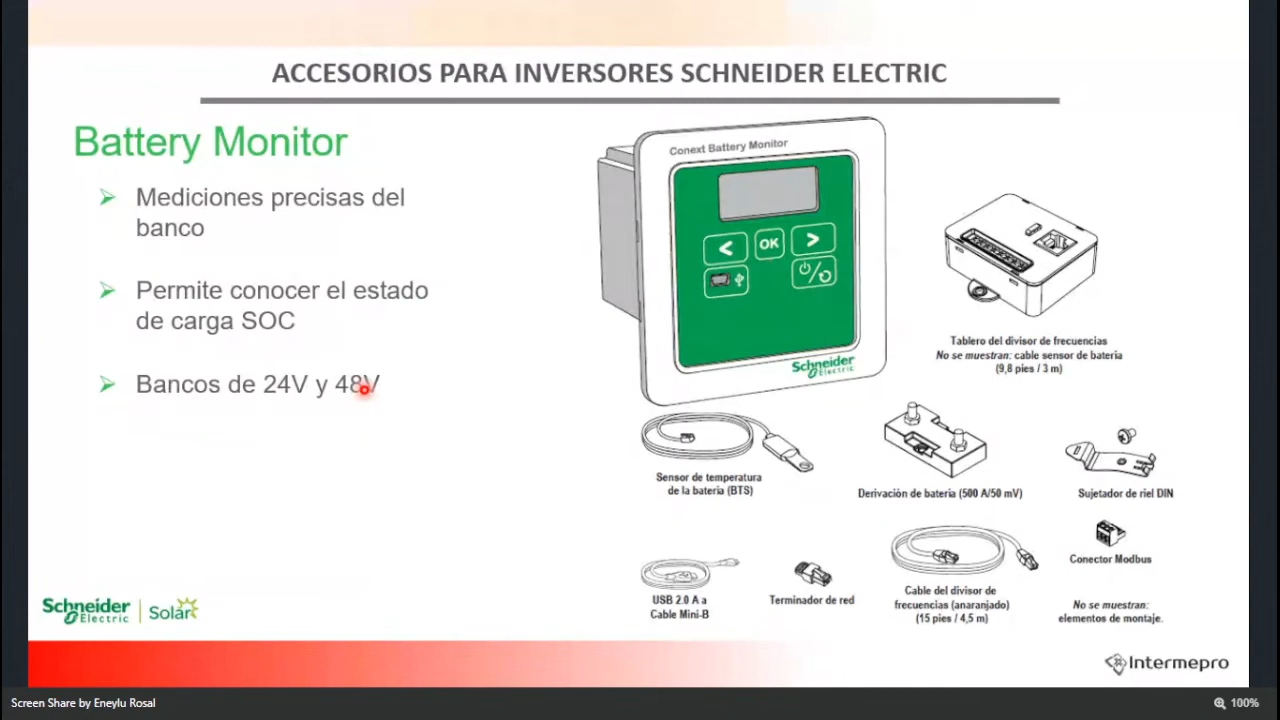 ACCESORIOS PARA INVERSORES SCHNEIDER ELECTRIC
Battery Monitor
Mediciones precisas del
banco
Permite conocer el estado
de carga SOC
Bancos de 24V y 48V
Conext Battery Monitor
<
OK
>
Schneider
Electric
Tablero del divisor de frecuencias
No se muestran: cable sensor de bateria
(9,8 pies / 3 m)
Sensor de temperatura
de la bateria (BTS)
Derivación de bateria (500 A/50 mV)
Sujetador de riel DIN
Conector Modbus
USB 2.0 A a
Cable Mini-B
Terminador de red
Cable del divisor de
frecuencias (anaranjado)
(15 pies / 4,5 m)
No se muestran:
elementos de montaje.
Schneider
Electric
Solar
Intermepro
Screen Share by Eneylu Rosal
100%